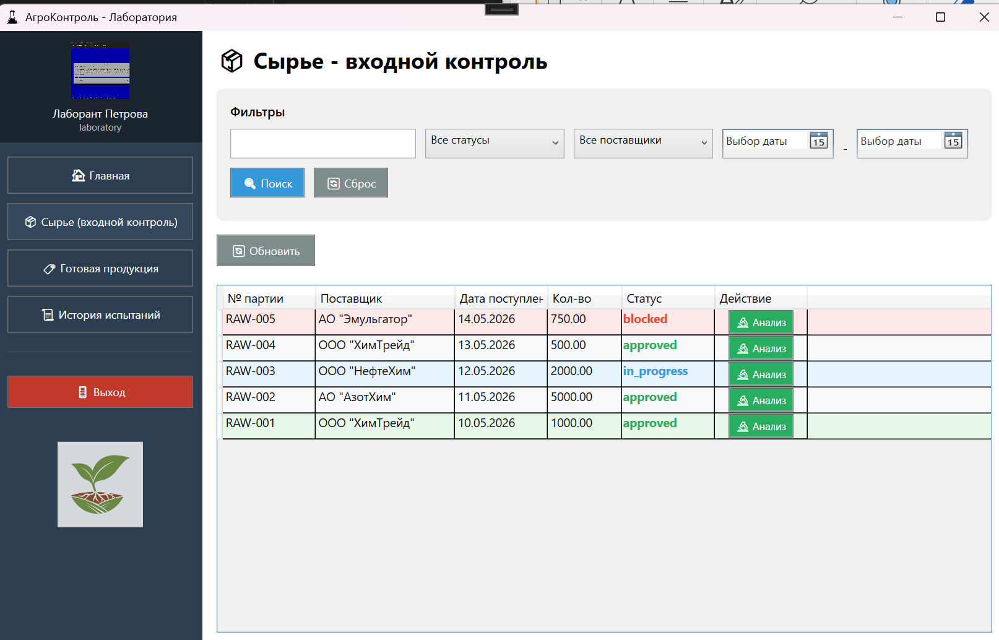 АгроКонтроль - Лаборатория
Лаборант Петрова
laboratory
Главная
Сырье (входной контроль)
Готовая продукция
История испытаний
Выход
Сырье - входной контроль
Фильтры
Все статусы
Все поставщики
Выбор даты 15 - Выбор даты 15
Поиск
Сброс
Обновить
№ партии Поставщик Дата поступлен Кол-во Статус Действие
RAW-005 АО "Эмульгатор" 14.05.2026 750.00 blocked Анализ
RAW-004 ООО "ХимТрейд" 13.05.2026 500.00 approved Анализ
RAW-003 ООО "НефтеХим" 12.05.2026 2000.00 in_progress Анализ
RAW-002 АО "АзотХим" 11.05.2026 5000.00 approved Анализ
RAW-001 ООО "ХимТрейд" 10.05.2026 1000.00 approved Анализ